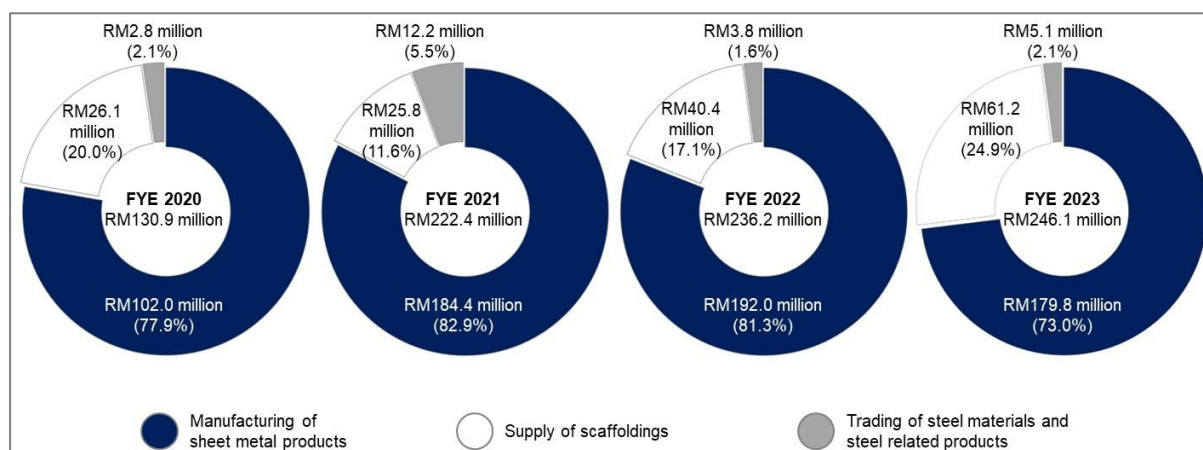 RM2.8 million
(2.1%)
RM26.1
million
(20.0%)
FYE 2020
RM130.9 million
RM102.0 million
(77.9%)
RM12.2 million
(5.5%)
RM25.8
million
(11.6%)
FYE 2021
RM222.4 million
RM184.4 million
(82.9%)
RM3.8 million
(1.6%)
RM40.4
million
(17.1%)
FYE 2022
RM236.2 million
RM192.0 million
(81.3%)
RM5.1 million
(2.1%)
RM61.2
million
(24.9%)
FYE 2023
RM246.1 million
RM179.8 million
(73.0%)
Manufacturing of
sheet metal products
Supply of scaffoldings
Trading of steel materials and
steel related products